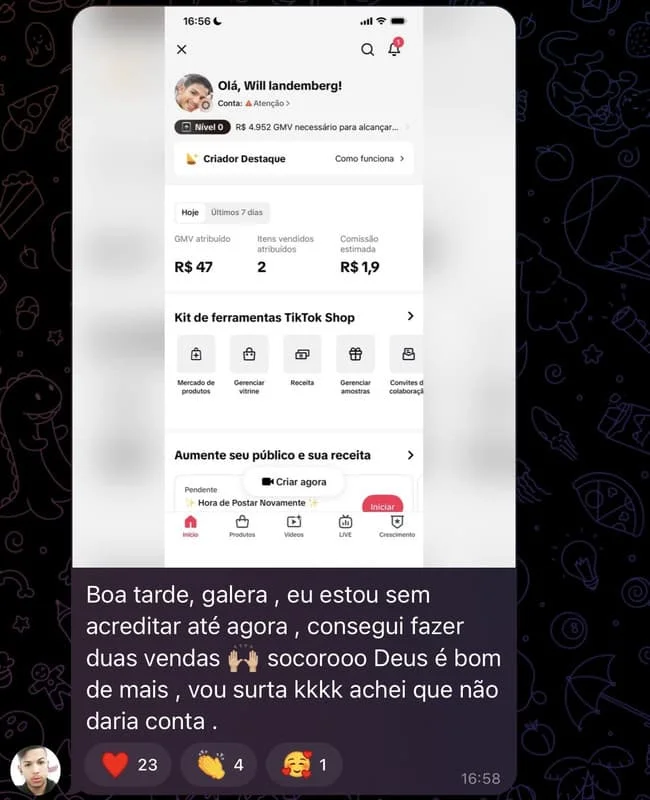 16:56
1
Olá, Will landemberg!
Conta: Atenção >
Nível 0 R$ 4.952 GMV necessário para alcançar... >
Criador Destaque Como funciona >
Hoje Últimos 7 dias
GMV atribuído Itens vendidos atribuídos Comissão estimada
R$ 47 2 R$ 1,9
Kit de ferramentas TikTok Shop >
Mercado de produtos Gerenciar vitrine Receita Gerenciar amostras Convites d colaboraçã
Aumente seu público e sua receita >
Pendente
Criar agora
✨ Hora de Postar Novamente ✨ Iniciar
Início Produtos Vídeos LIVE Crescimento
Boa tarde, galera , eu estou sem
acreditar até agora , consegui fazer
duas vendas 🙌🏼 socorooo Deus é bom
de mais , vou surta kkkk achei que não
daria conta .
❤️ 23 👏 4 🥰 1 16:58